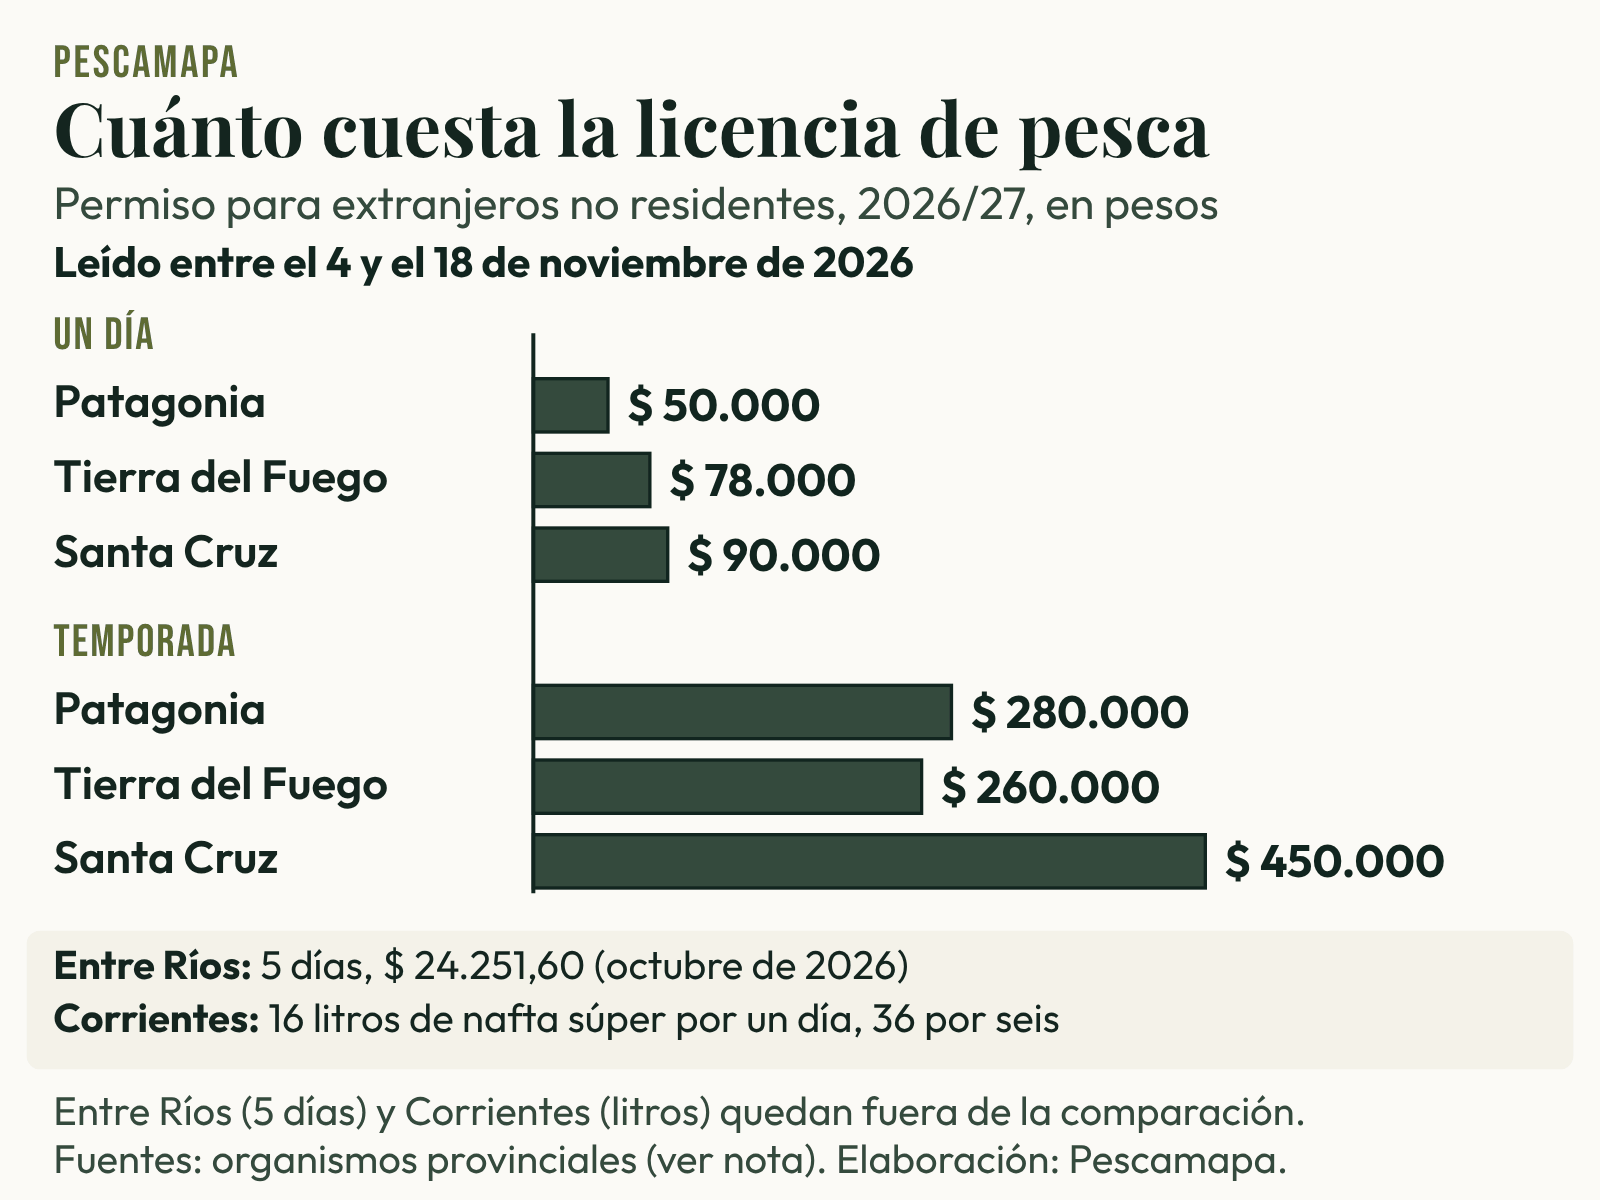 PESCAMAPA
Cuánto cuesta la licencia de pesca
Permiso para extranjeros no residentes, 2026/27, en pesos
Leído entre el 4 y el 18 de noviembre de 2026
UN DÍA
Patagonia $ 50.000
Tierra del Fuego $ 78.000
Santa Cruz $ 90.000
TEMPORADA
Patagonia $ 280.000
Tierra del Fuego $ 260.000
Santa Cruz $ 450.000
Entre Ríos: 5 días, $ 24.251,60 (octubre de 2026)
Corrientes: 16 litros de nafta súper por un día, 36 por seis
Entre Ríos (5 días) y Corrientes (litros) quedan fuera de la comparación.
Fuentes: organismos provinciales (ver nota). Elaboración: Pescamapa.